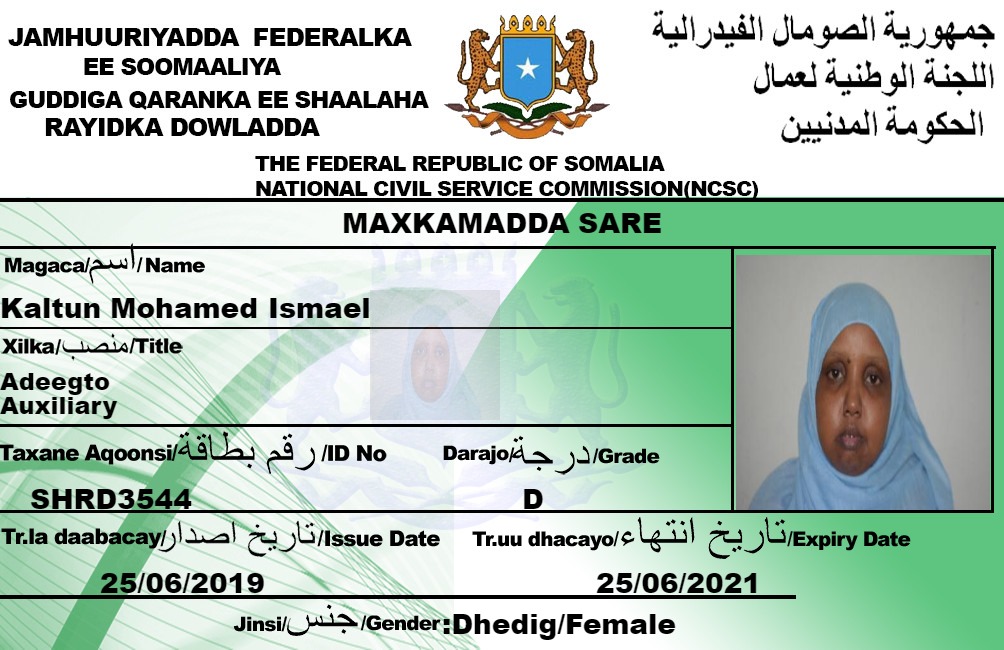 JAMHUURIYADDA FEDERALKA
EE SOOMAALIYA
GUDDIGA QARANKA EE SHAALAHA
RAYIDKA DOWLADDA
جمهورية الصومال الفيدرالية
اللجنة الوطنية لعمال
الحكومة المدنيين
THE FEDERAL REPUBLIC OF SOMALIA
NATIONAL CIVIL SERVICE COMMISSION(NCSC)
MAXKAMADDA SARE
Magaca/اسم/Name
Kaltun Mohamed Ismael
Xilka/منصب/Title
Adeegto
Auxiliary
Taxane Aqoonsi/رقم بطاقة/ID No
Darajo/درجة/Grade
SHRD3544
D
Tr.la daabacay/تاريخ اصدار/Issue Date
Tr.uu dhacayo/تاريخ انتهاء/Expiry Date
25/06/2019
25/06/2021
Jinsi/جنس/Gender:Dhedig/Female